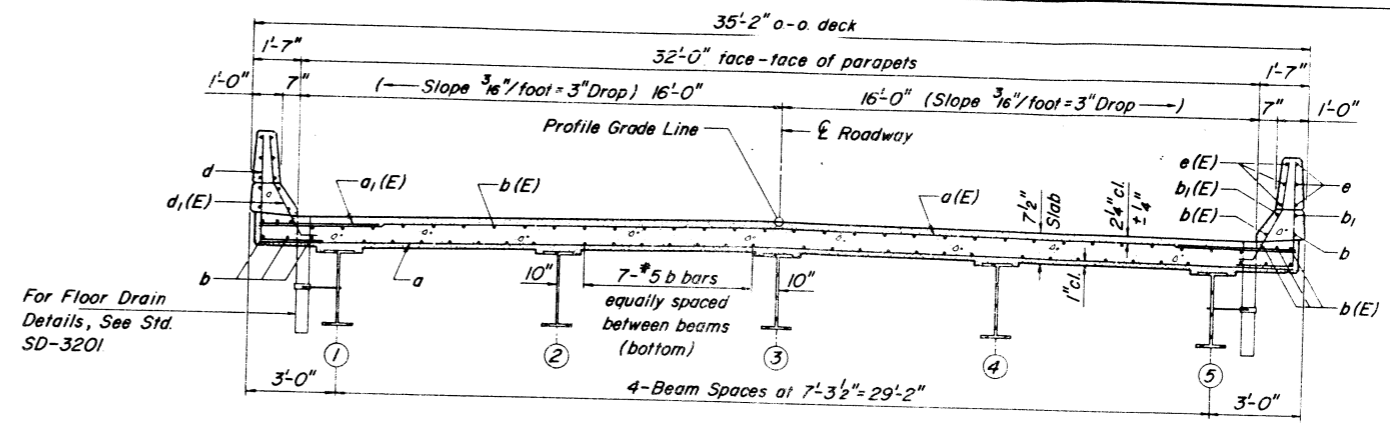 35'-2" o.-o. deck
1'-7"
32'-0" face-face of parapets
1'-7"
1'-0"
7"
(←Slope 3/16"/foot = 3" Drop) 16'-0"
16'-0" (Slope 3/16"/foot = 3" Drop →)
7"
1'-0"
Profile Grade Line
℄ Roadway
d
a₁(E)
b(E)
a(E)
7½" Slab
2¼" cl. ± ¼"
e(E)
e
b₁(E)
b₁
d₁(E)
b(E)
b
b
a
10"
7-#5 b bars
equally spaced
between beams
(bottom)
10"
1" cl.
b(E)
For Floor Drain
Details, See Std.
SD-3201
1
2
3
4
5
3'-0"
4-Beam Spaces at 7'-3½" = 29'-2"
3'-0"